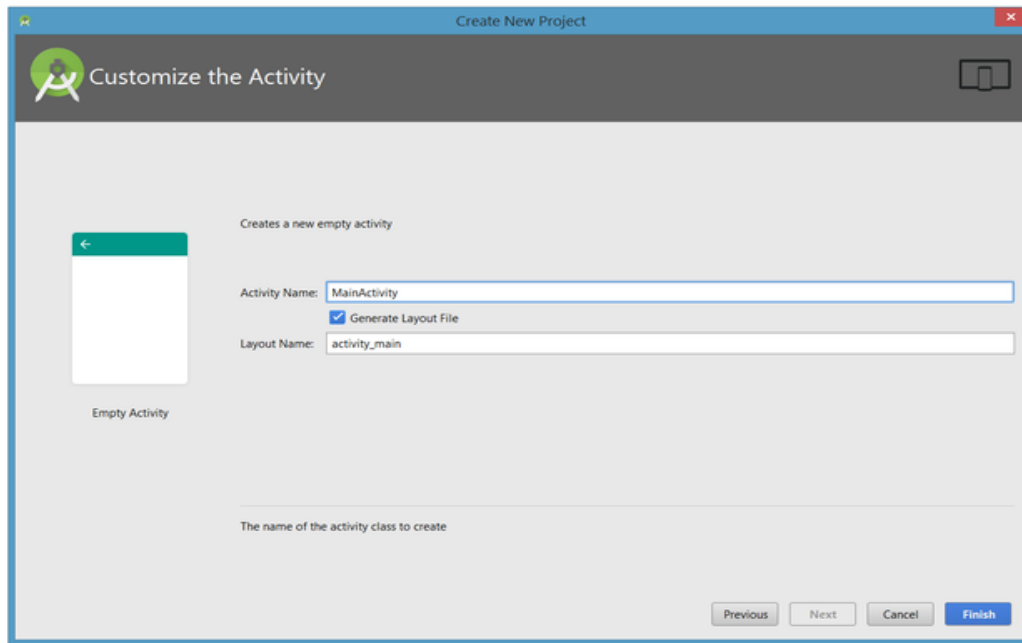 Create New Project
Customize the Activity
Creates a new empty activity
Activity Name: MainActivity
Generate Layout File
Layout Name: activity_main
Empty Activity
The name of the activity class to create
Previous Next Cancel Finish